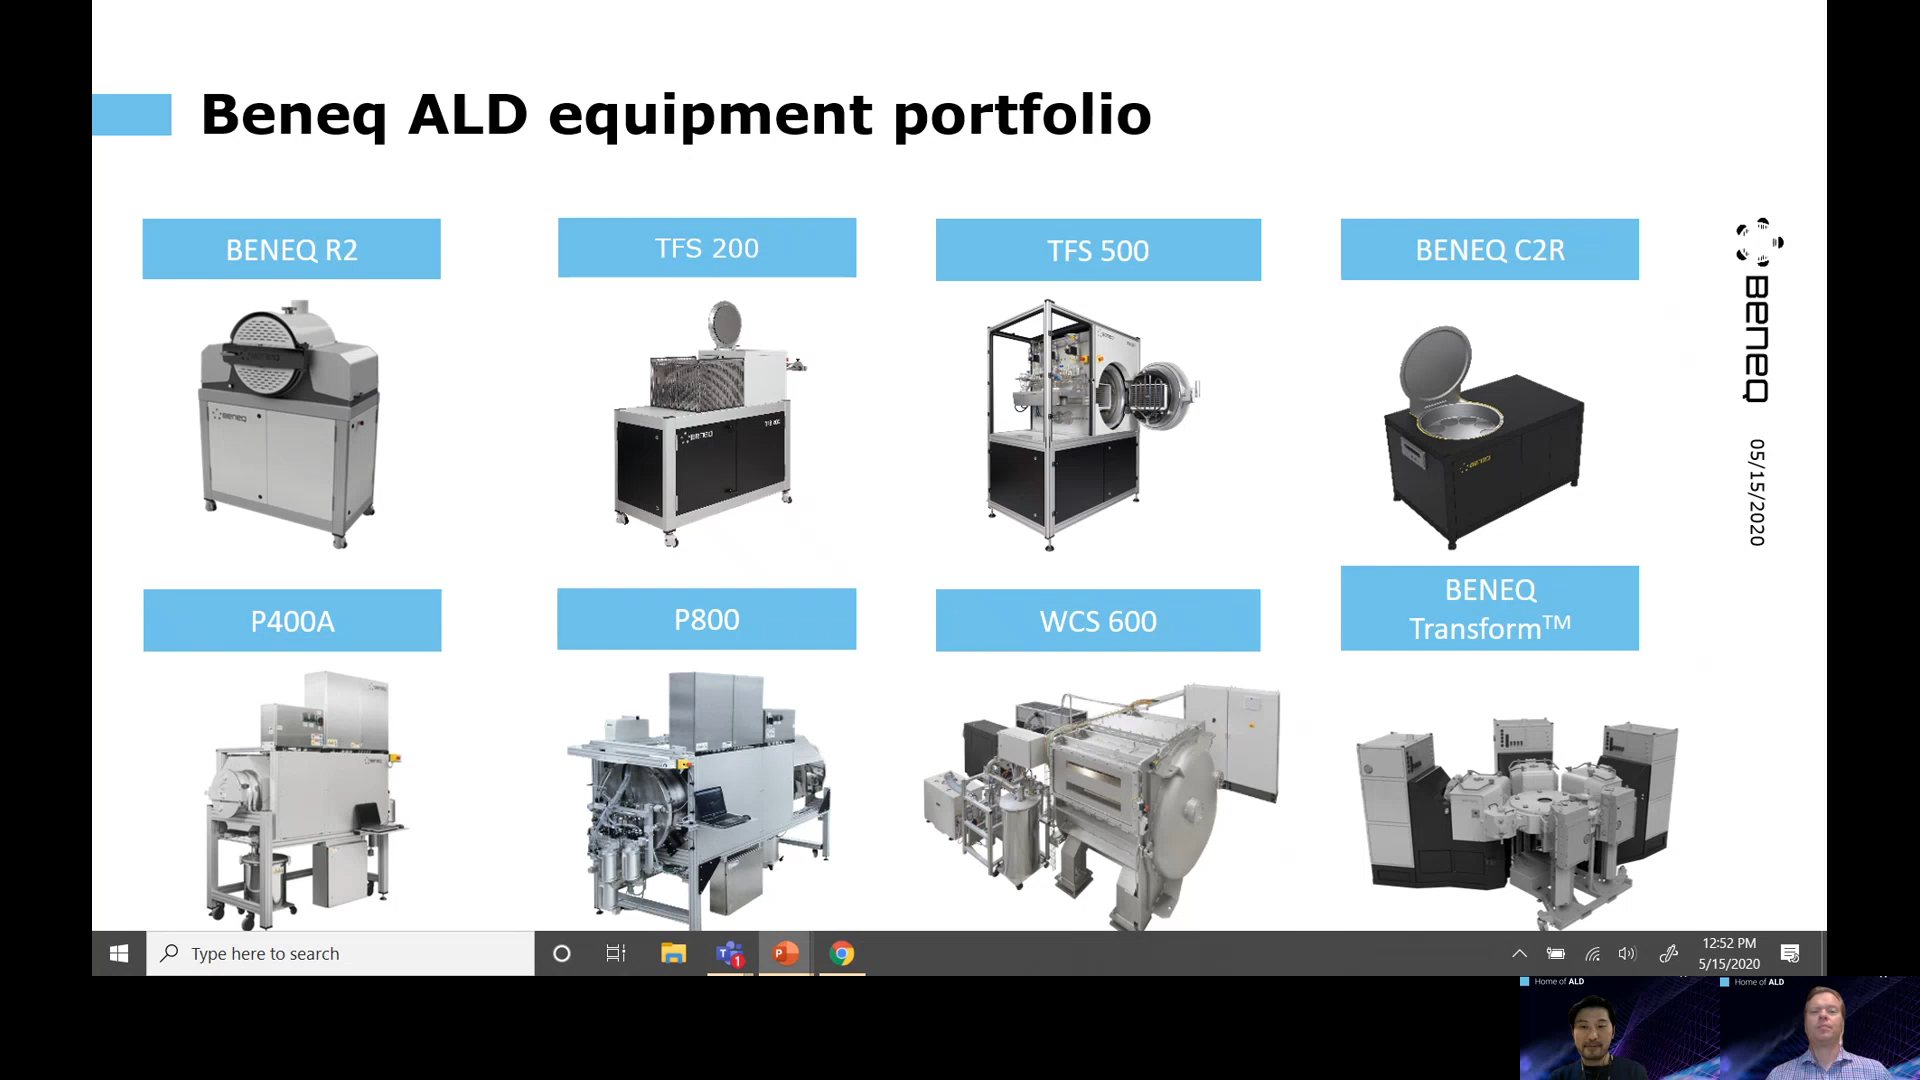 Beneq ALD equipment portfolio
BENEQ R2
TFS 200
TFS 500
BENEQ C2R
BENEQ
05/15/2020
P400A
P800
WCS 600
BENEQ
Transform™
Type here to search
12:52 PM
5/15/2020
Home of ALD
Home of ALD